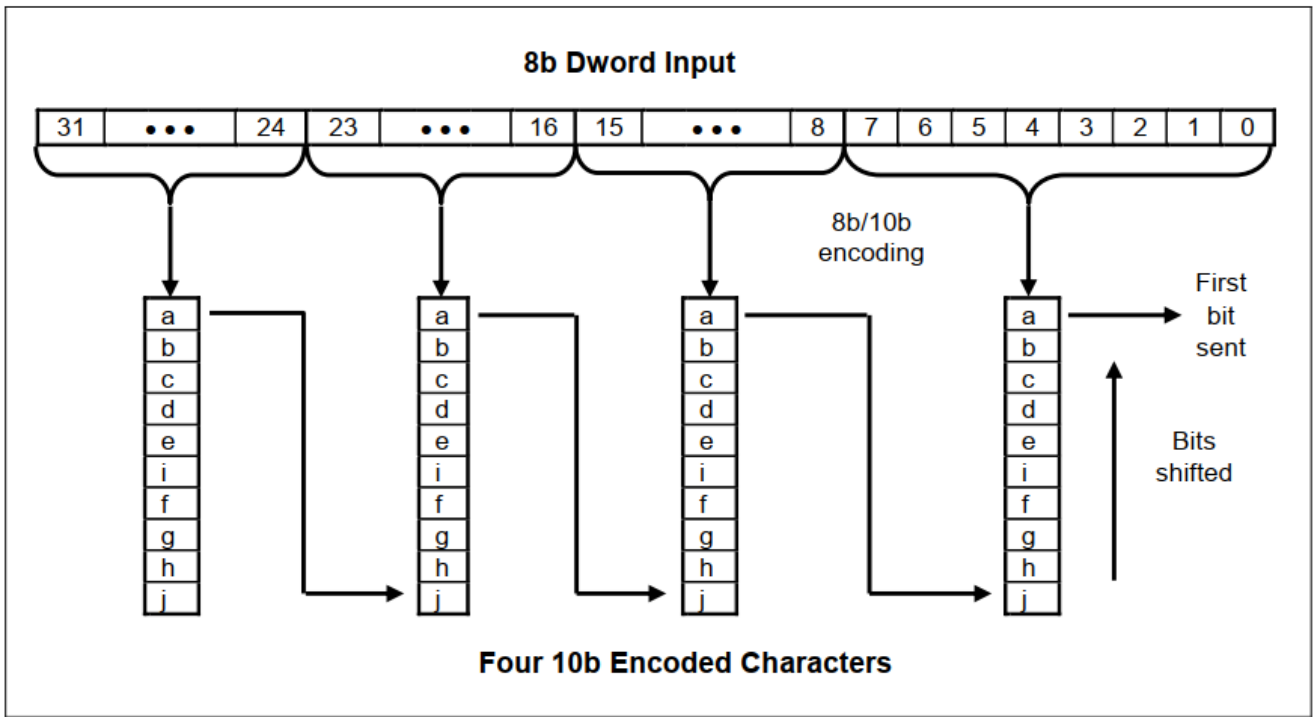 8b Dword Input
31 • • • 24 23 • • • 16 15 • • • 8 7 6 5 4 3 2 1 0
8b/10b
encoding
First
bit
sent
a a a a
b b b b
c c c c
d d d d
e e e e
i i i i
f f f f
g g g g
h h h h
j j j j
Bits
shifted
Four 10b Encoded Characters